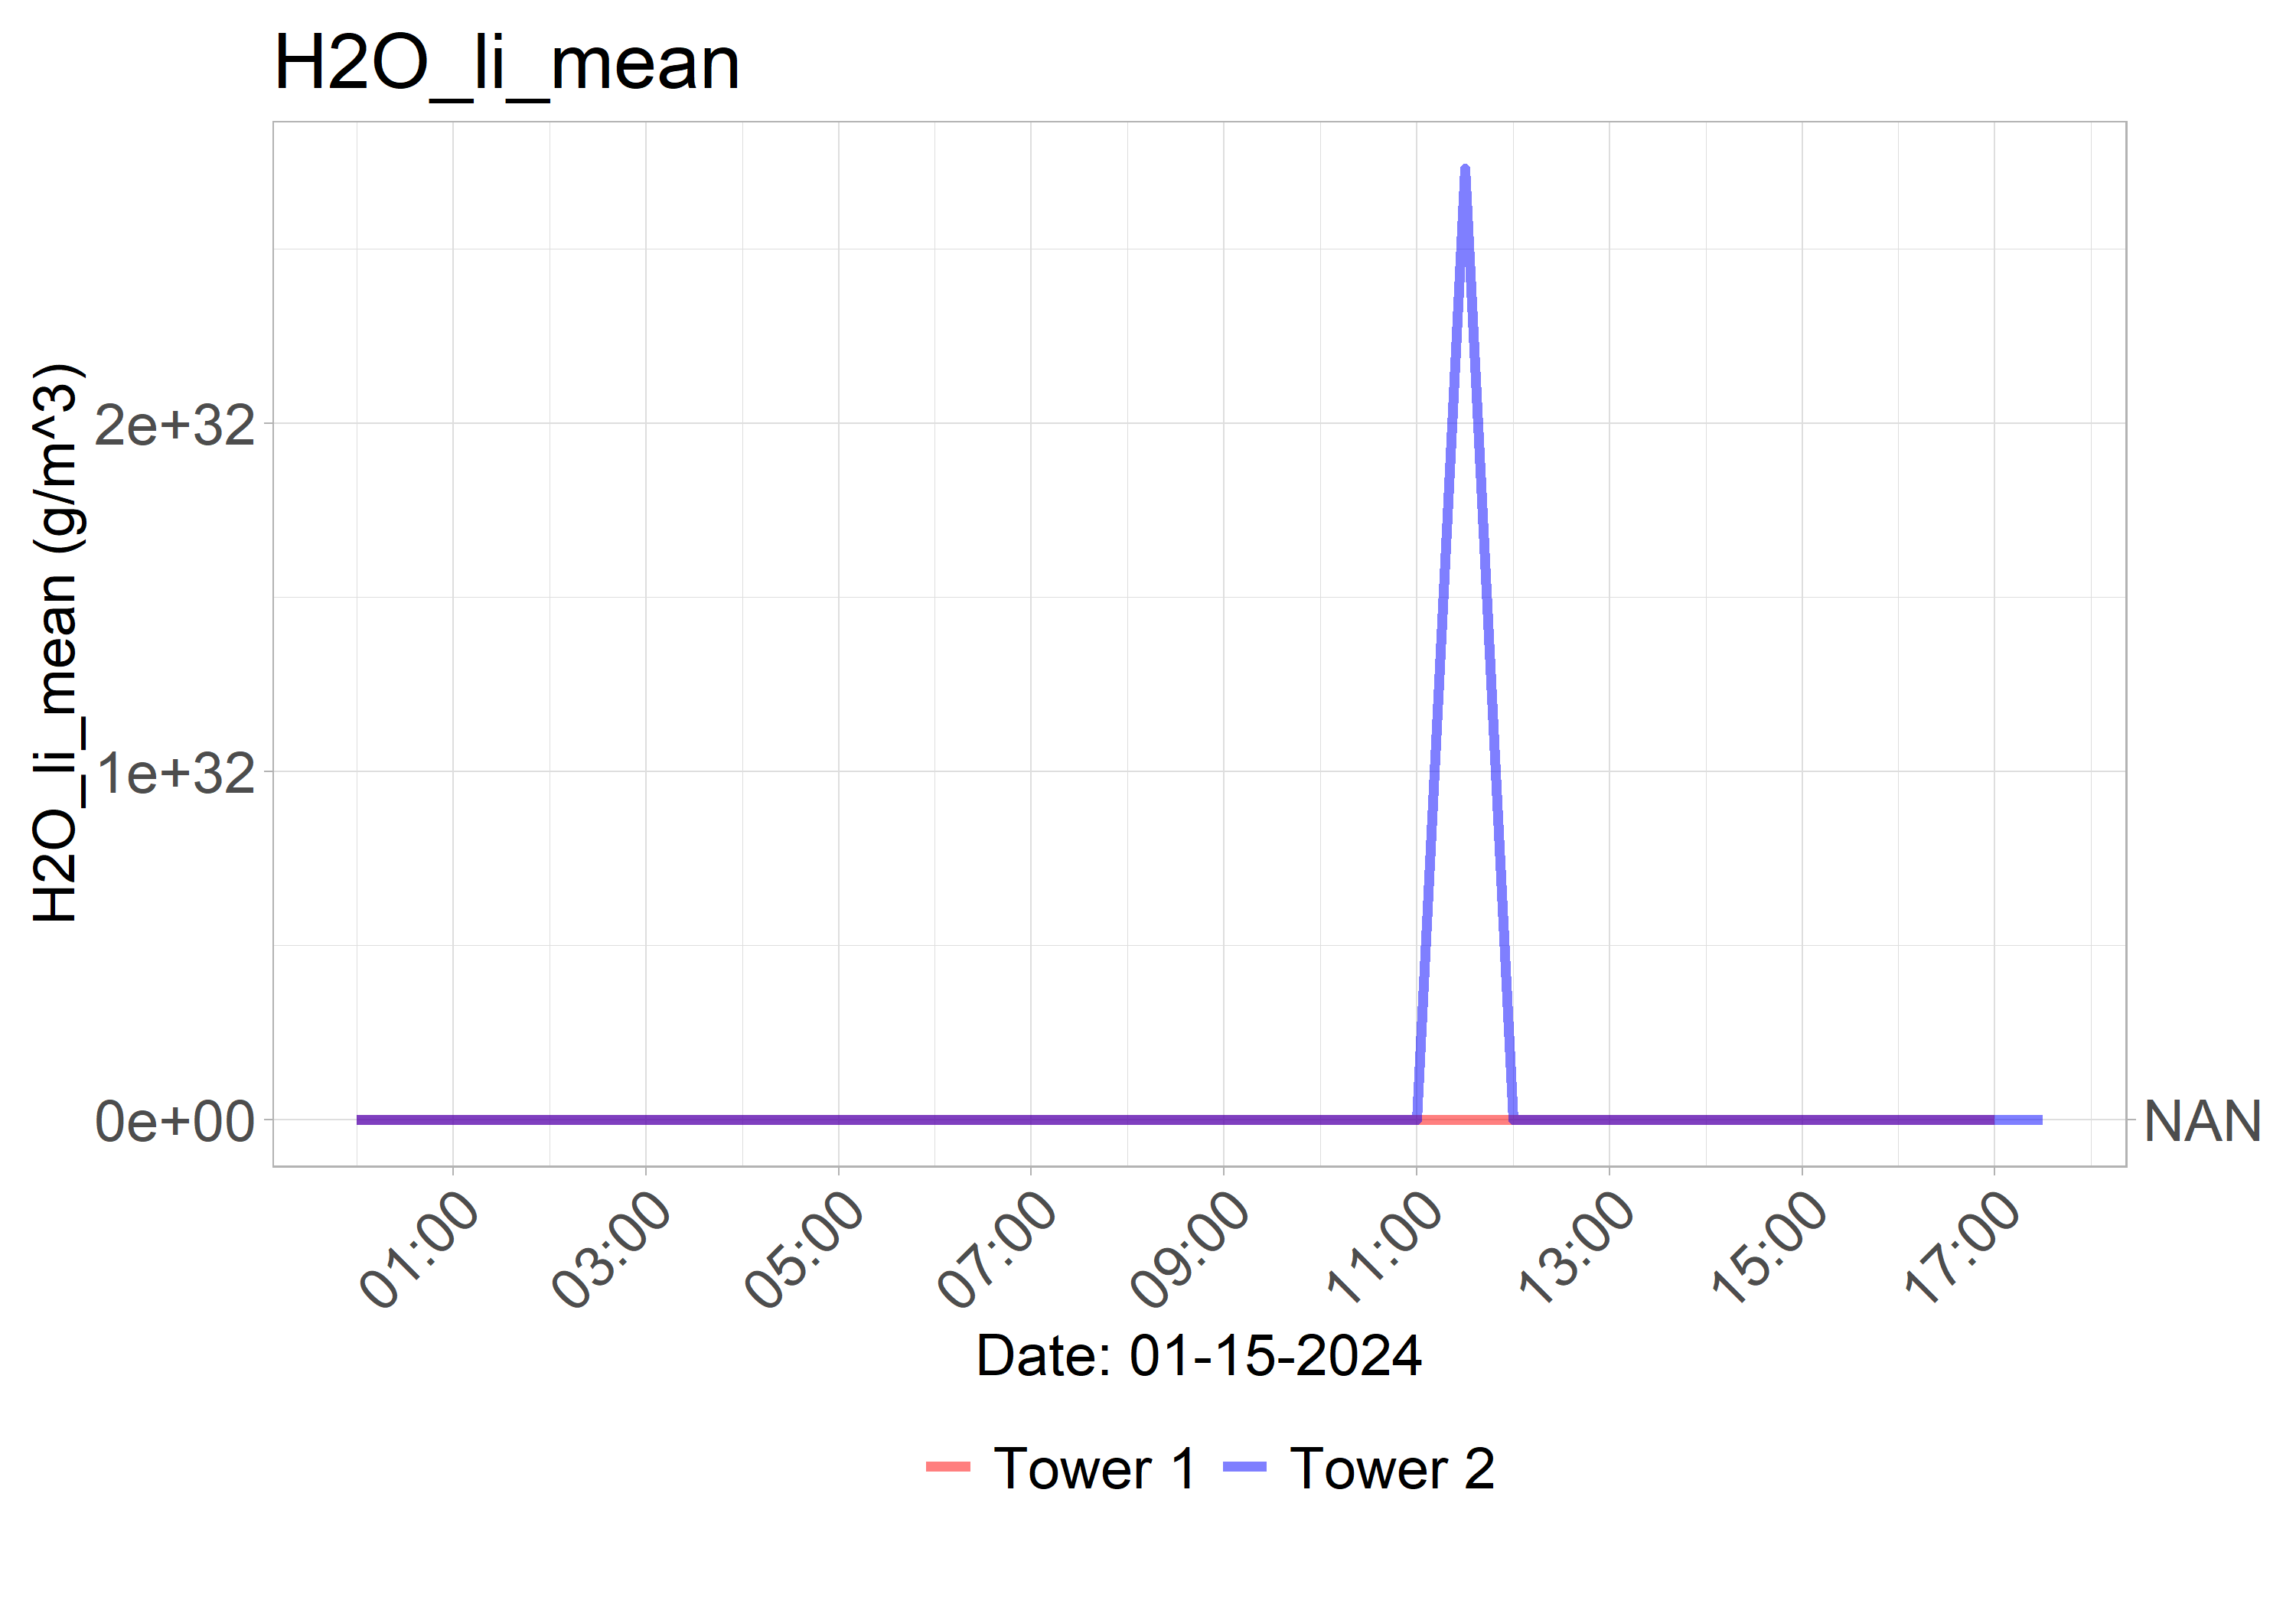 H2O_li_mean
H2O_li_mean (g/m^3)
2e+32
1e+32
0e+00
NAN
01:00 03:00 05:00 07:00 09:00 11:00 13:00 15:00 17:00
Date: 01-15-2024
Tower 1 Tower 2